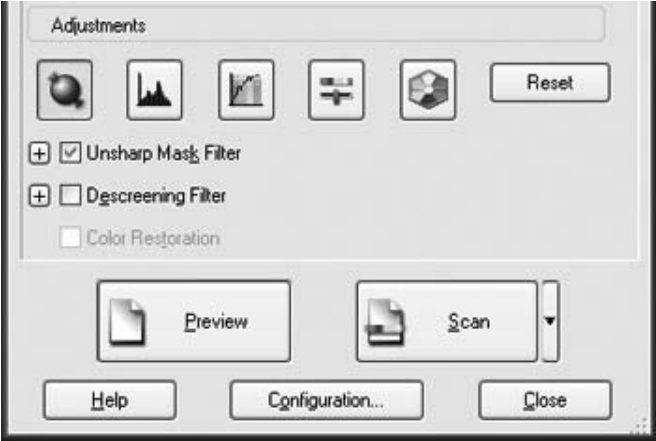 Adjustments
Reset
Unsharp Mask Filter
Descreening Filter
Color Restoration
Preview
Scan
Help
Configuration...
Close